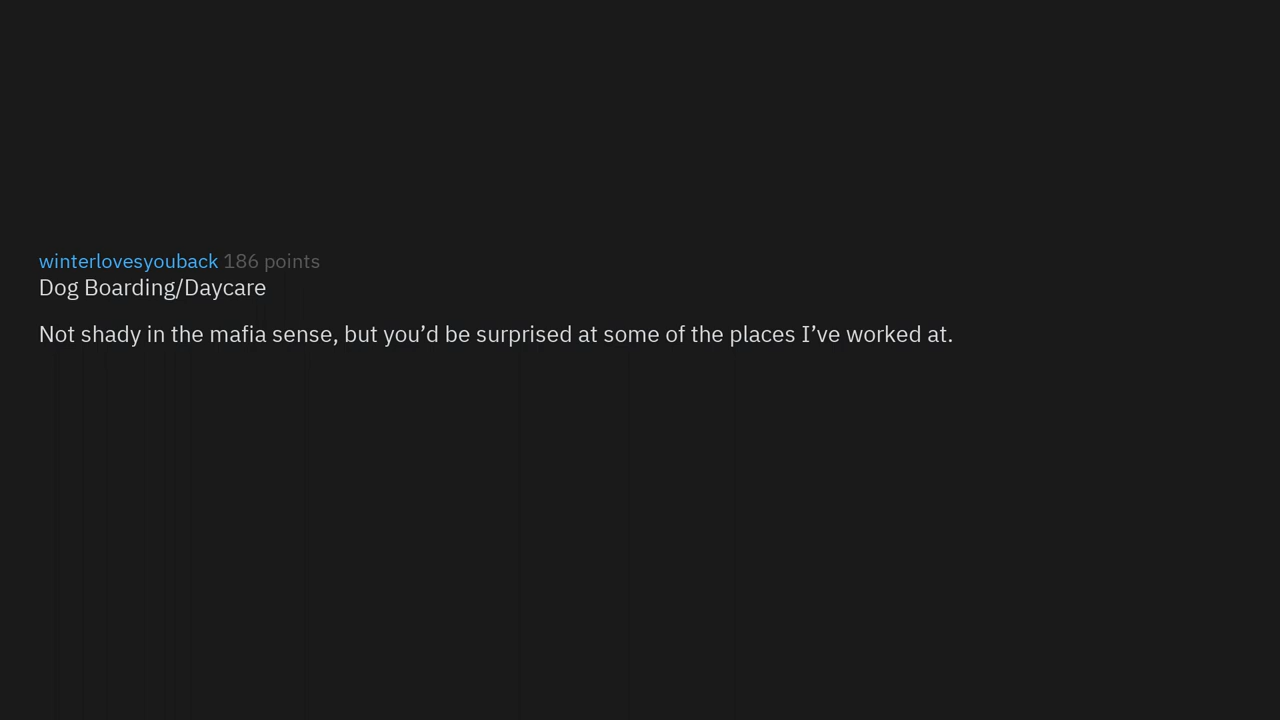 winterlovesyouback 186 points
Dog Boarding/Daycare
Not shady in the mafia sense, but you’d be surprised at some of the places I’ve worked at.